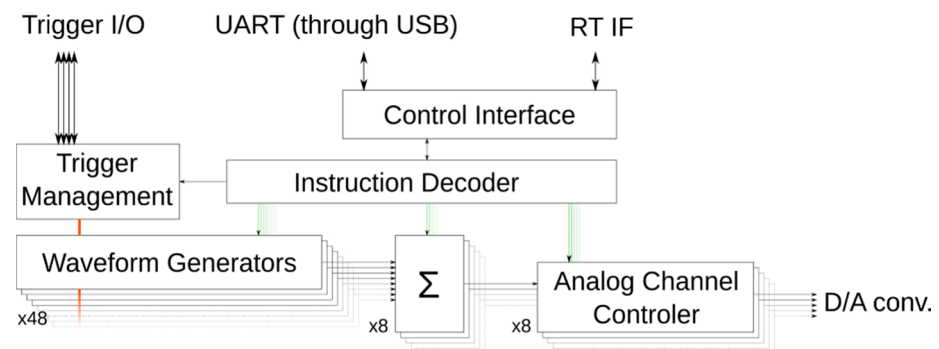 Trigger I/O
UART (through USB)
RT IF
Control Interface
Trigger
Management
Instruction Decoder
Waveform Generators
Σ
Analog Channel
Controler
D/A conv.
x48
x8
x8